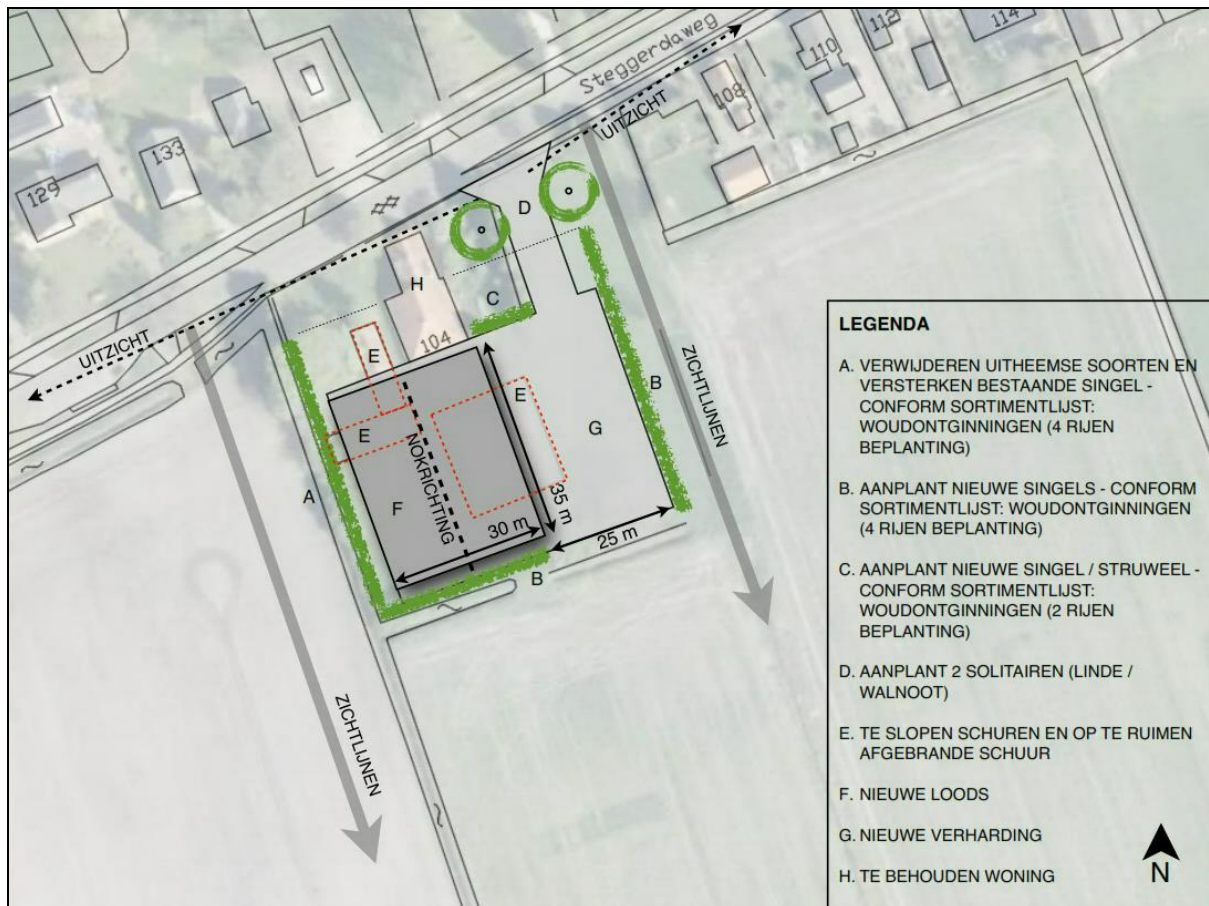 Steggerdaweg
112
114
110
108
UITZICHT
133
129
D
H
C
104
E
UITZICHT
E
B
ZICHTLIJNEN
E
G
NOKRICHTING
A
F
35 m
30 m
25 m
B
ZICHTLIJNEN
LEGENDA
A. VERWIJDEREN UITHEEMSE SOORTEN EN
VERSTERKEN BESTAANDE SINGEL -
CONFORM SORTIMENTLIJST:
WOUDONTGINNINGEN (4 RIJEN
BEPLANTING)
B. AANPLANT NIEUWE SINGELS - CONFORM
SORTIMENTLIJST: WOUDONTGINNINGEN
(4 RIJEN BEPLANTING)
C. AANPLANT NIEUWE SINGEL / STRUWEEL -
CONFORM SORTIMENTLIJST:
WOUDONTGINNINGEN (2 RIJEN
BEPLANTING)
D. AANPLANT 2 SOLITAIREN (LINDE /
WALNOOT)
E. TE SLOPEN SCHUREN EN OP TE RUIMEN
AFGEBRANDE SCHUUR
F. NIEUWE LOODS
G. NIEUWE VERHARDING
H. TE BEHOUDEN WONING
N